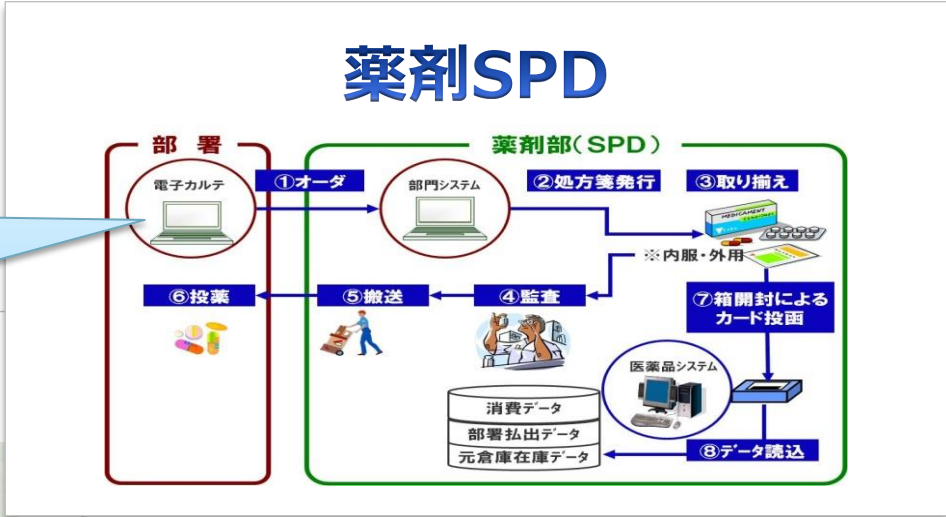 薬剤SPD
部 署
薬剤部(SPD)
電子カルテ
①オーダ
部門システム
②処方箋発行
③取り揃え
MEDICAMENT
※内服・外用
⑥投薬
⑤搬送
④監査
⑦箱開封による
カード投函
医薬品システム
消費データ
部署払出データ
元倉庫在庫データ
⑧データ読込